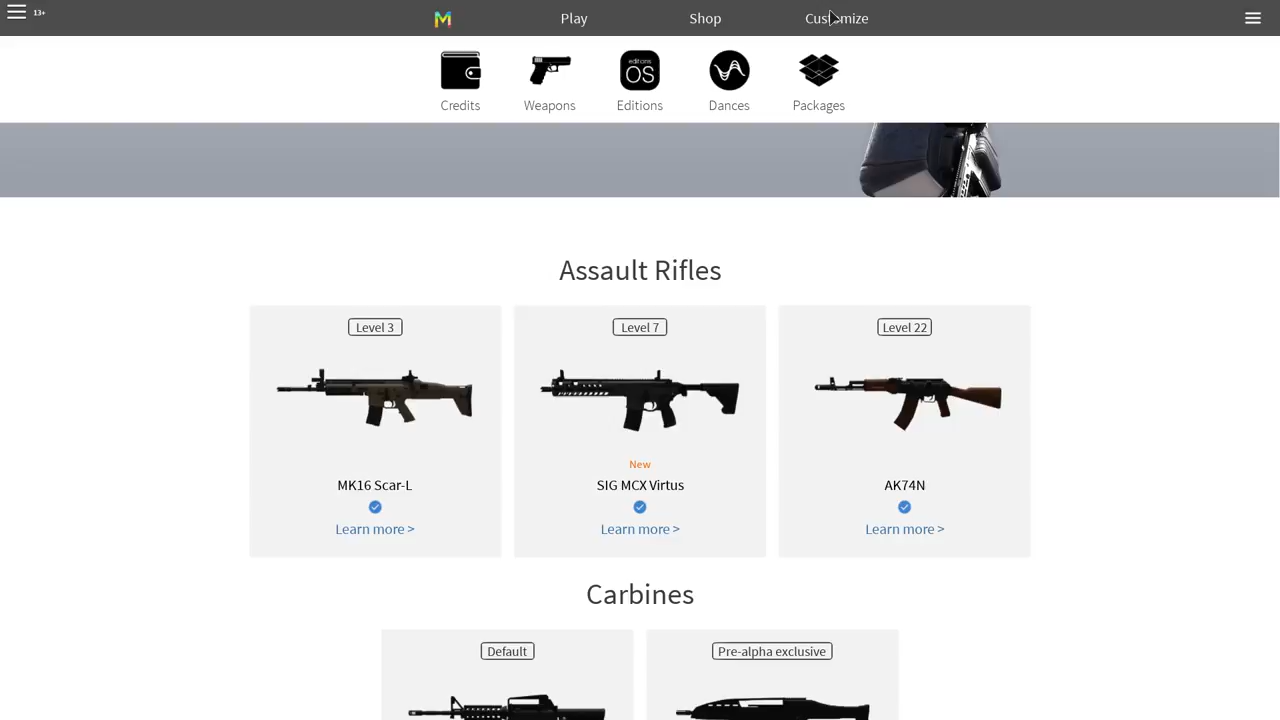 13+
M
Play
Shop
Customize
Credits
Weapons
editions OS
Editions
Dances
Packages
Assault Rifles
Level 3
MK16 Scar-L
Learn more >
Level 7
New
SIG MCX Virtus
Learn more >
Level 22
AK74N
Learn more >
Carbines
Default
Pre-alpha exclusive